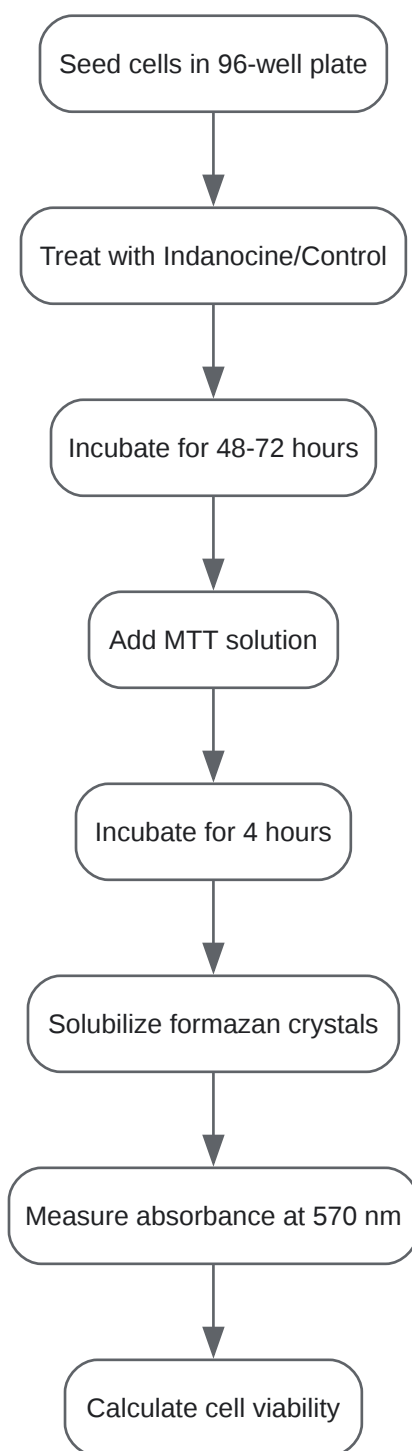 Seed cells in 96-well plate
Treat with Indanocine/Control
Incubate for 48-72 hours
Add MTT solution
Incubate for 4 hours
Solubilize formazan crystals
Measure absorbance at 570 nm
Calculate cell viability